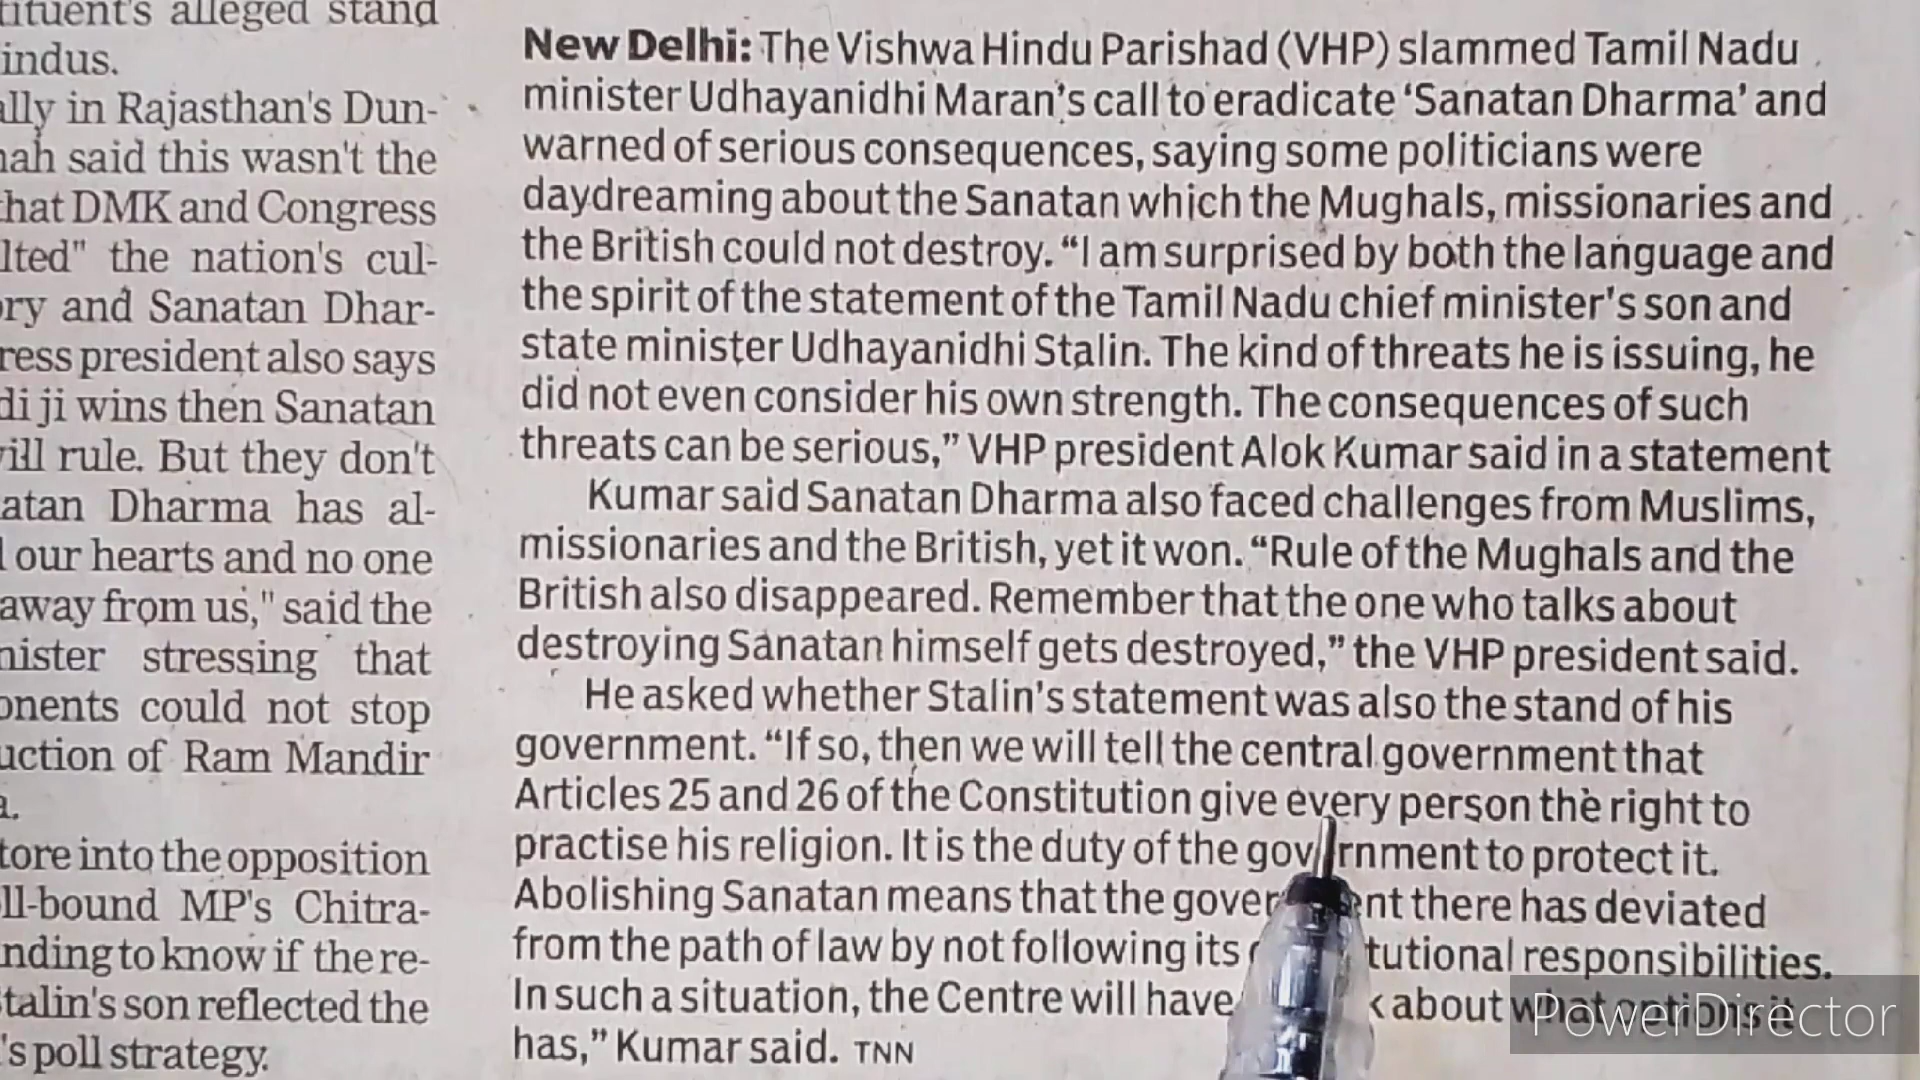 tituent's alleged stand
indus.
ally in Rajasthan's Dun-
ah said this wasn't the
that DMK and Congress
lted" the nation's cul-
ory and Sanatan Dhar-
ress president also says
di ji wins then Sanatan
will rule. But they don't
atan Dharma has al-
our hearts and no one
away from us," said the
nister stressing that
onents could not stop
uction of Ram Mandir
a.
tore into the opposition
ll-bound MP's Chitra-
nding to know if the re-
talin's son reflected the
's poll strategy.
New Delhi: The Vishwa Hindu Parishad (VHP) slammed Tamil Nadu
minister Udhayanidhi Maran's call to eradicate ‘Sanatan Dharma’ and
warned of serious consequences, saying some politicians were
daydreaming about the Sanatan which the Mughals, missionaries and
the British could not destroy. “I am surprised by both the language and
the spirit of the statement of the Tamil Nadu chief minister's son and
state minister Udhayanidhi Stalin. The kind of threats he is issuing, he
did not even consider his own strength. The consequences of such
threats can be serious,” VHP president Alok Kumar said in a statement
Kumar said Sanatan Dharma also faced challenges from Muslims,
missionaries and the British, yet it won. “Rule of the Mughals and the
British also disappeared. Remember that the one who talks about
destroying Sanatan himself gets destroyed,” the VHP president said.
He asked whether Stalin's statement was also the stand of his
government. “If so, then we will tell the central government that
Articles 25 and 26 of the Constitution give every person the right to
practise his religion. It is the duty of the government to protect it.
Abolishing Sanatan means that the government there has deviated
from the path of law by not following its tutional responsibilities.
In such a situation, the Centre will have k about what options it
has,” Kumar said. TNN
PowerDirector